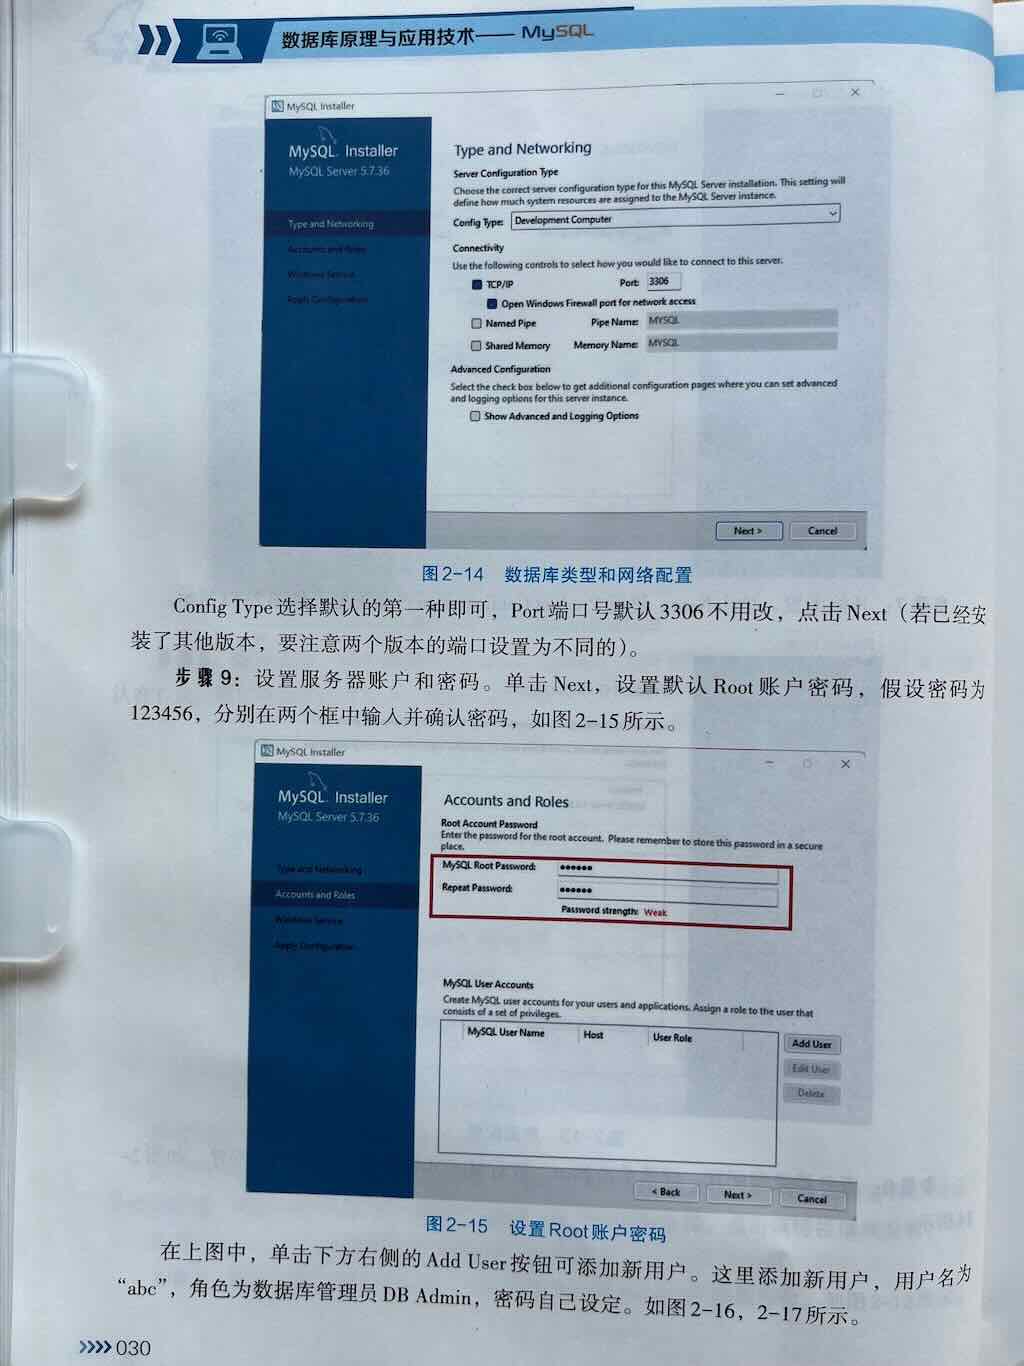 数据库原理与应用技术—— MySQL
MySQL Installer
MySQL Installer
MySQL Server 5.7.36
Type and Networking
Accounts and Roles
Windows Service
Apply Configuration
Type and Networking
Server Configuration Type
Choose the correct server configuration type for this MySQL Server installation. This setting will
define how much system resources are assigned to the MySQL Server instance.
Config Type: Development Computer
Connectivity
Use the following controls to select how you would like to connect to this server.
TCP/IP Port: 3306
Open Windows Firewall port for network access
Named Pipe Pipe Name: MYSQL
Shared Memory Memory Name: MYSQL
Advanced Configuration
Select the check box below to get additional configuration pages where you can set advanced
and logging options for this server instance.
Show Advanced and Logging Options
Next > Cancel
图2-14 数据库类型和网络配置
Config Type选择默认的第一种即可，Port端口号默认3306不用改，点击Next（若已经安
装了其他版本，要注意两个版本的端口设置为不同的）。
步骤9：设置服务器账户和密码。单击Next，设置默认Root账户密码，假设密码为
123456，分别在两个框中输入并确认密码，如图2-15所示。
MySQL Installer
MySQL Installer
MySQL Server 5.7.36
Type and Networking
Accounts and Roles
Windows Service
Apply Configuration
Accounts and Roles
Root Account Password
Enter the password for the root account. Please remember to store this password in a secure
place.
MySQL Root Password: ●●●●●●
Repeat Password: ●●●●●●
Password strength: Weak
MySQL User Accounts
Create MySQL user accounts for your users and applications. Assign a role to the user that
consists of a set of privileges.
MySQL User Name Host User Role
Add User
Edit User
Delete
< Back Next > Cancel
图2-15 设置Root账户密码
在上图中，单击下方右侧的Add User按钮可添加新用户。这里添加新用户，用户名为
“abc”，角色为数据库管理员DB Admin，密码自己设定。如图2-16，2-17所示。
030